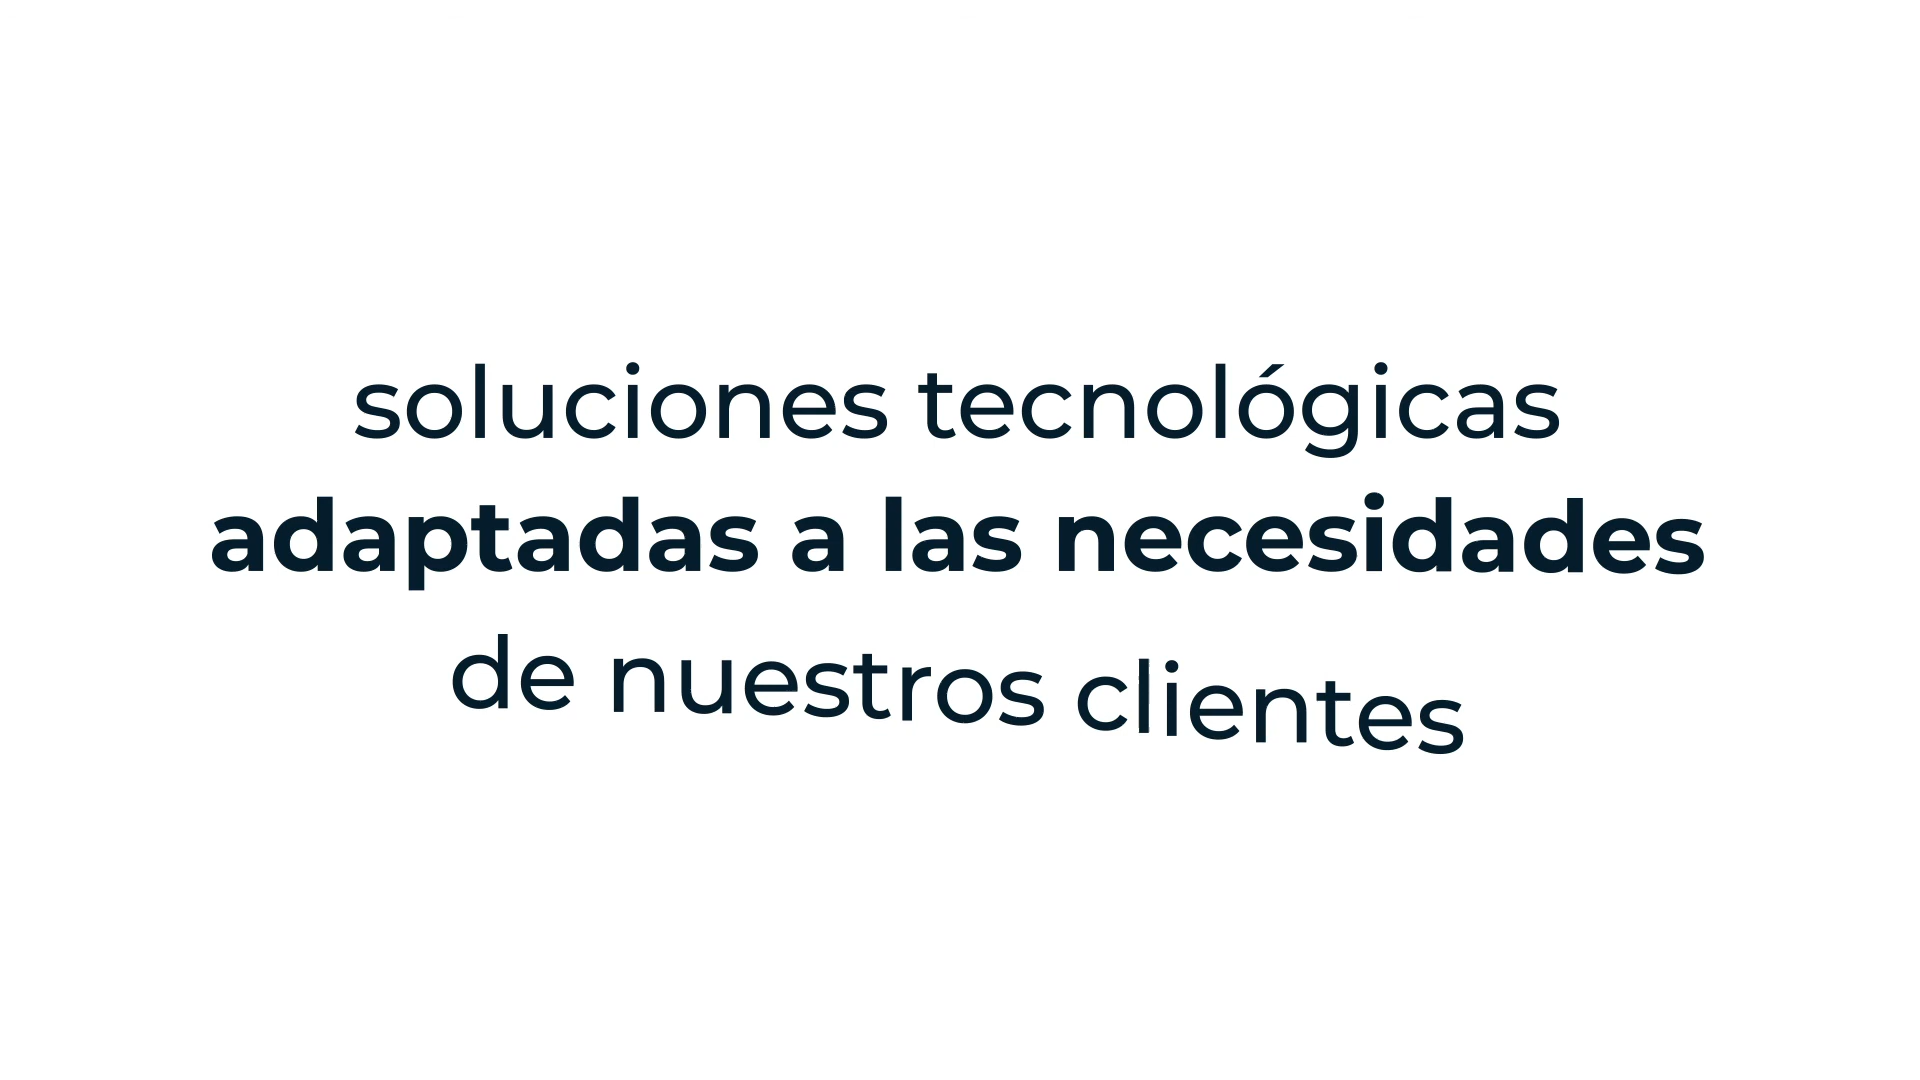 soluciones tecnológicas
adaptadas a las necesidades
de nuestros clientes